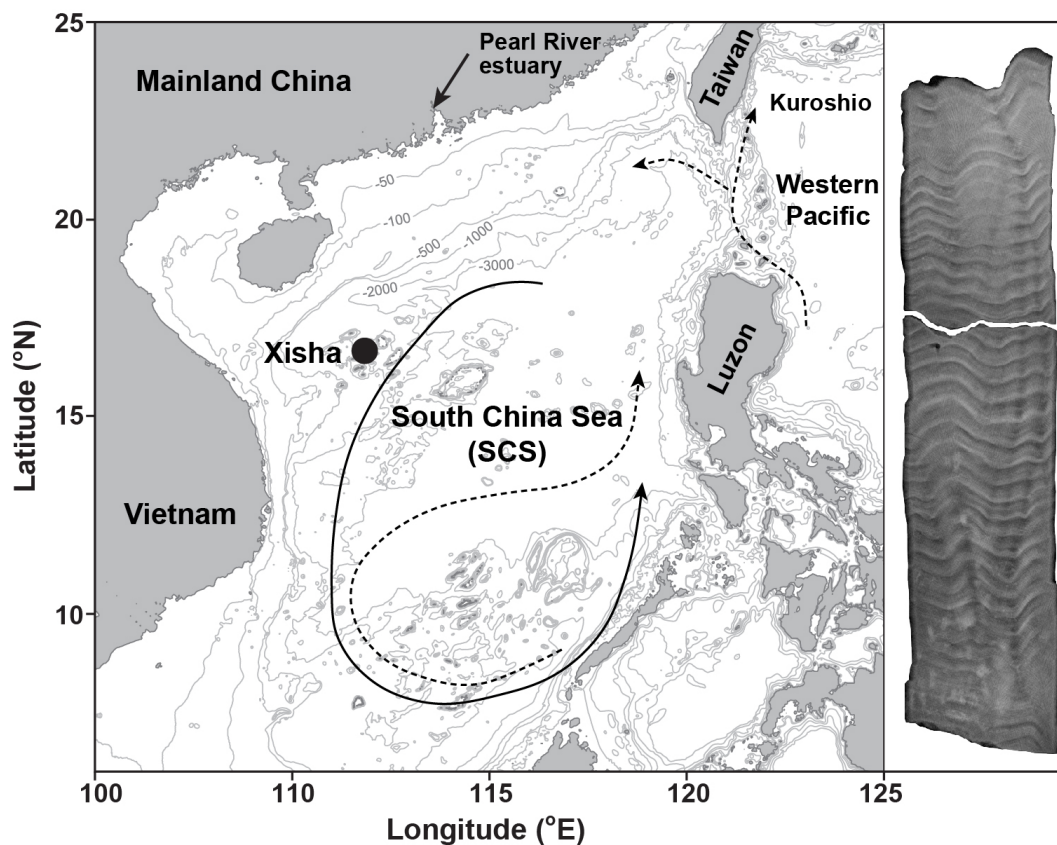 25
20
15
10
100
110
115
120
125
Latitude (°N)
Longitude (°E)
Mainland China
Pearl River
estuary
Taiwan
Kuroshio
Western
Pacific
-50
-100
-500
-1000
-2000
-3000
Xisha
Luzon
South China Sea
(SCS)
Vietnam